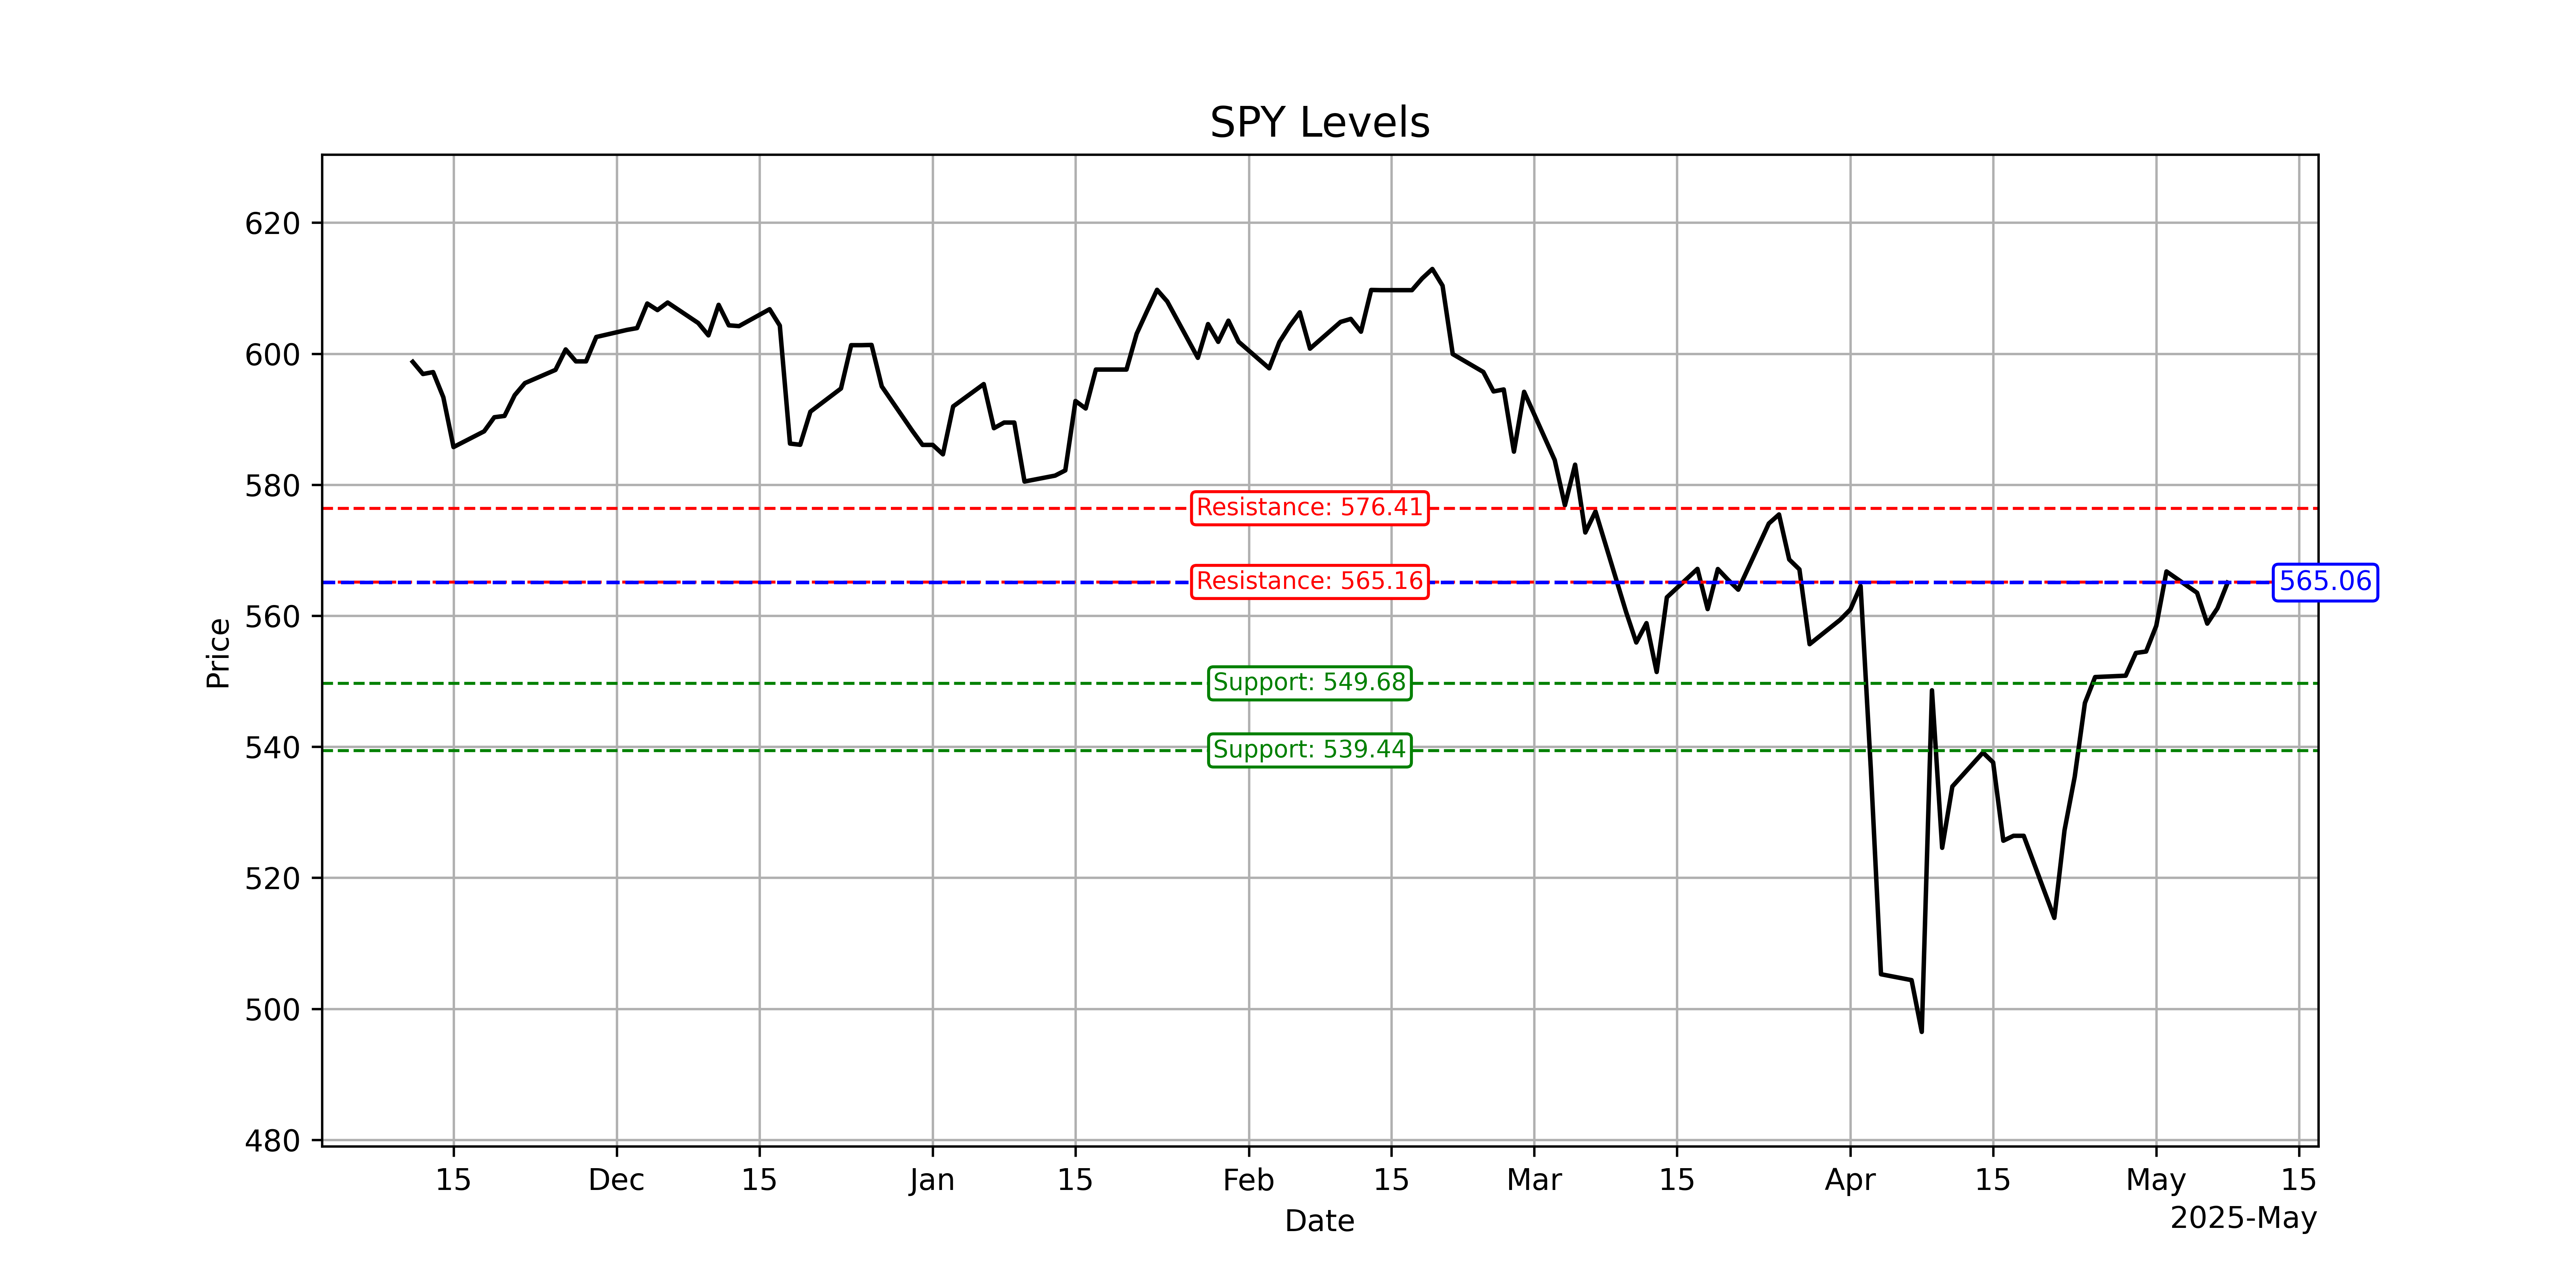 SPY Levels
Price
620
600
580
560
540
520
500
480
Resistance: 576.41
Resistance: 565.16
565.06
Support: 549.68
Support: 539.44
15 Dec 15 Jan 15 Feb 15 Mar 15 Apr 15 May 15
Date
2025-May